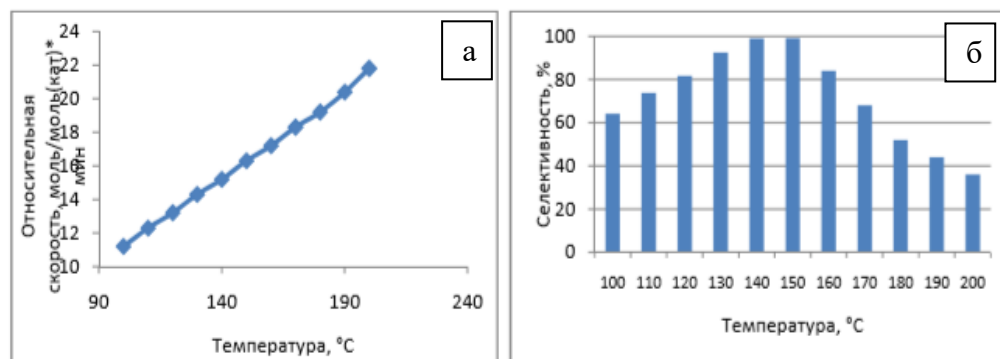 24
22
20
18
16
14
12
10
90
140
190
240
Относительная
скорость, моль/моль(кат)*
мин
Температура, °С
а
100
80
60
40
20
0
100 110 120 130 140 150 160 170 180 190 200
Селективность, %
Температура, °С
б